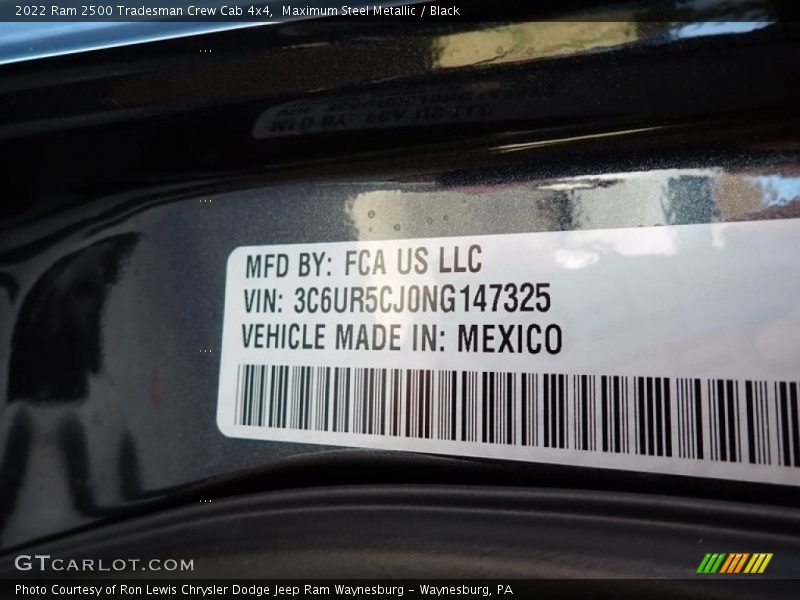 2022 Ram 2500 Tradesman Crew Cab 4x4,  Maximum Steel Metallic / Black
MFD BY: FCA US LLC
VIN: 3C6UR5CJ0NG147325
VEHICLE MADE IN: MEXICO
GTCARLOT.COM
Photo Courtesy of Ron Lewis Chrysler Dodge Jeep Ram Waynesburg – Waynesburg, PA